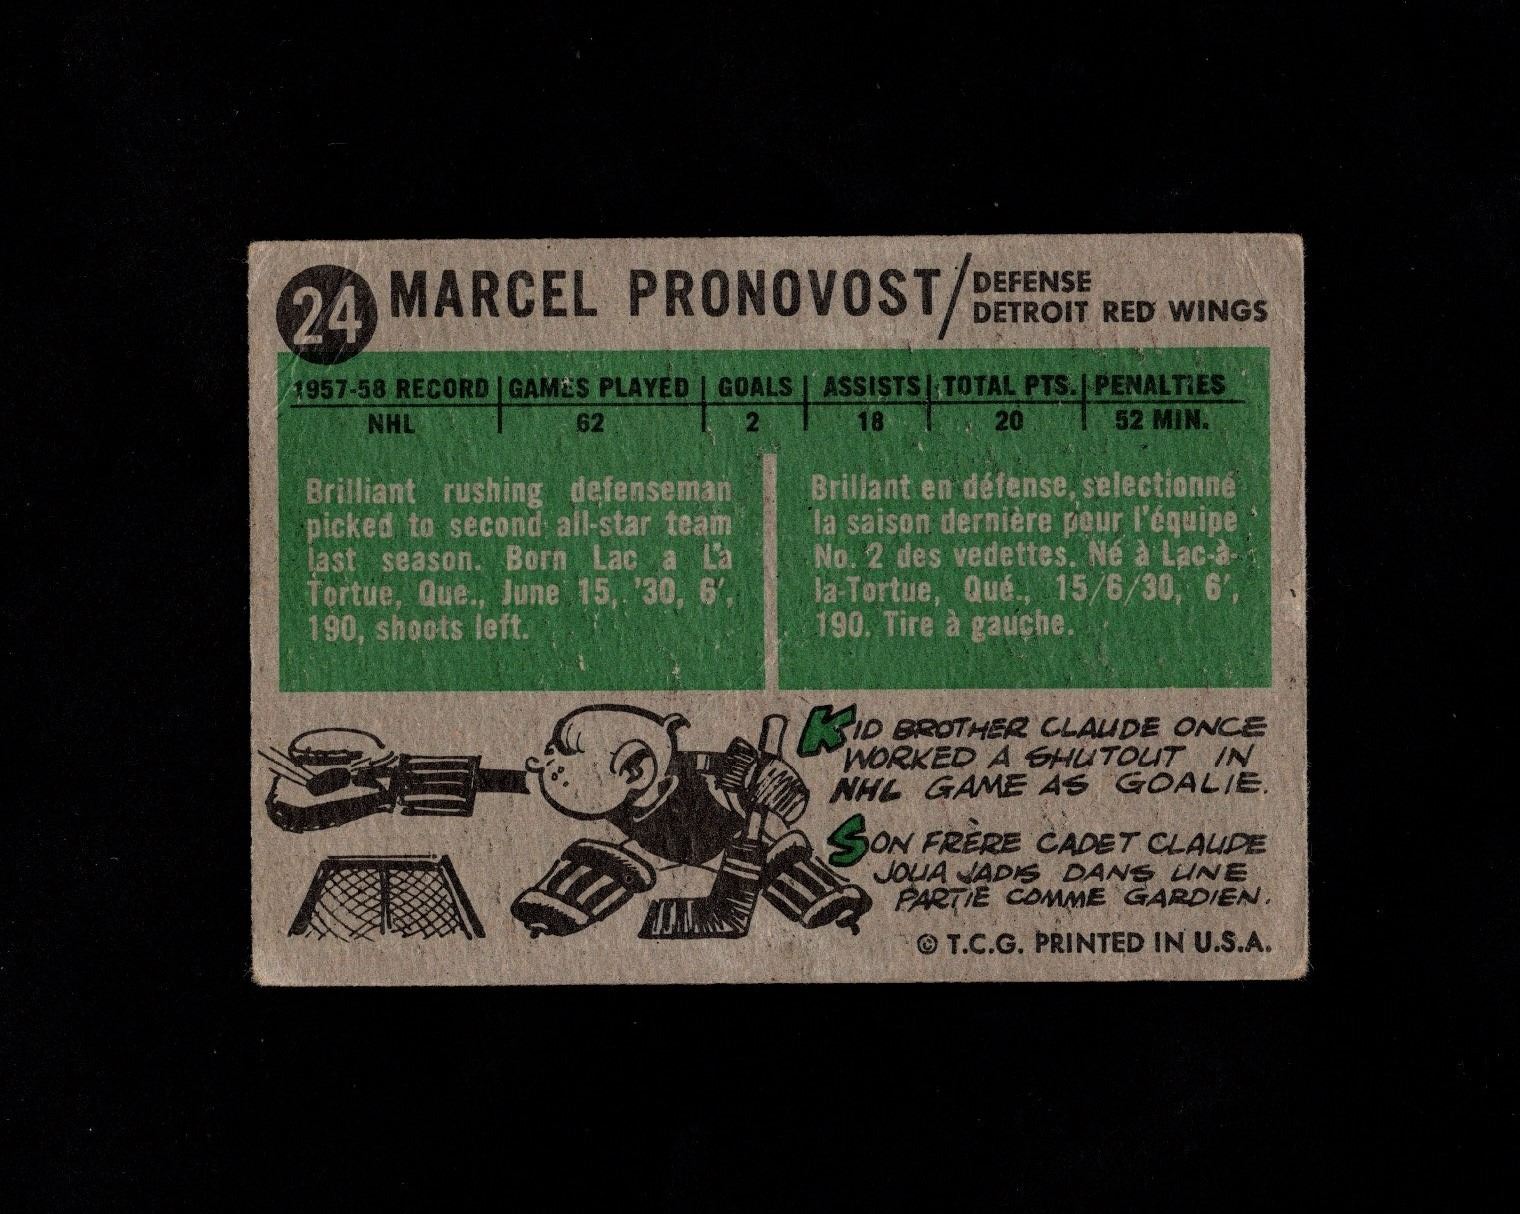 24 MARCEL PRONOVOST/ DEFENSE
DETROIT RED WINGS
1957-58 RECORD GAMES PLAYED GOALS ASSISTS TOTAL PTS. PENALTIES
NHL 62 2 18 20 52 MIN.
Brilliant rushing defenseman
picked to second all-star team
last season. Born Lac a La
Tortue, Que., June 15, '30, 6',
190, shoots left.
Brillant en défense, selectionné
la saison dernière pour l'équipe
No. 2 des vedettes. Né à Lac-à-
la-Tortue, Qué., 15/6/30, 6',
190. Tire à gauche.
KID BROTHER CLAUDE ONCE
WORKED A SHUTOUT IN
NHL GAME AS GOALIE.
SON FRÈRE CADET CLAUDE
JOUA JADIS DANS UNE
PARTIE COMME GARDIEN.
© T.C.G. PRINTED IN U.S.A.